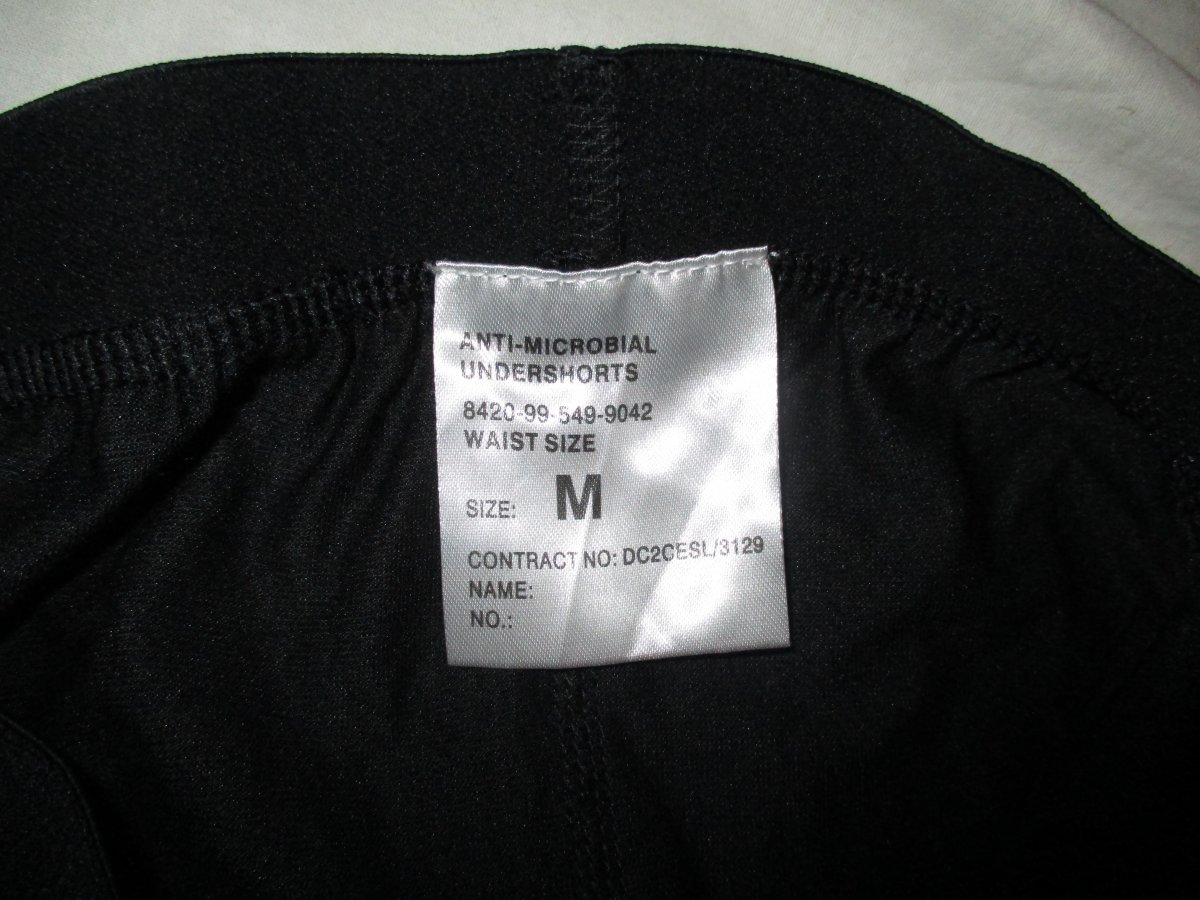 ANTI-MICROBIAL
UNDERSHORTS
8420-99-549-9042
WAIST SIZE
SIZE: M
CONTRACT NO: DC2CESL/3129
NAME:
NO.: